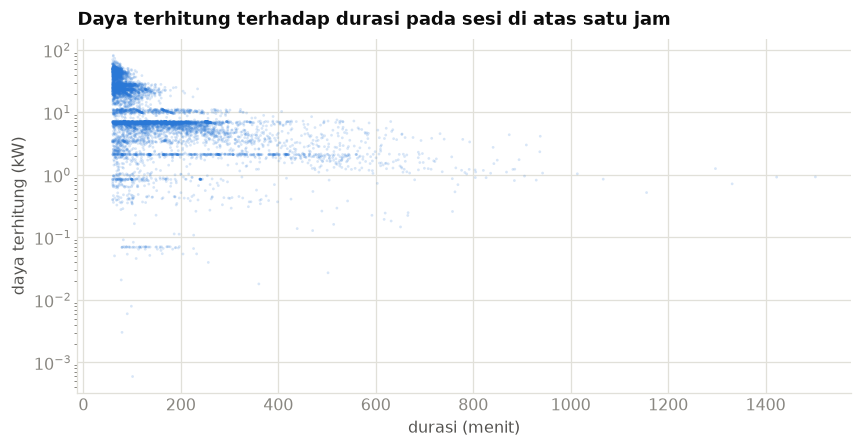 Daya terhitung terhadap durasi pada sesi di atas satu jam
daya terhitung (kW)
10²
10¹
10⁰
10⁻¹
10⁻²
10⁻³
0 200 400 600 800 1000 1200 1400
durasi (menit)